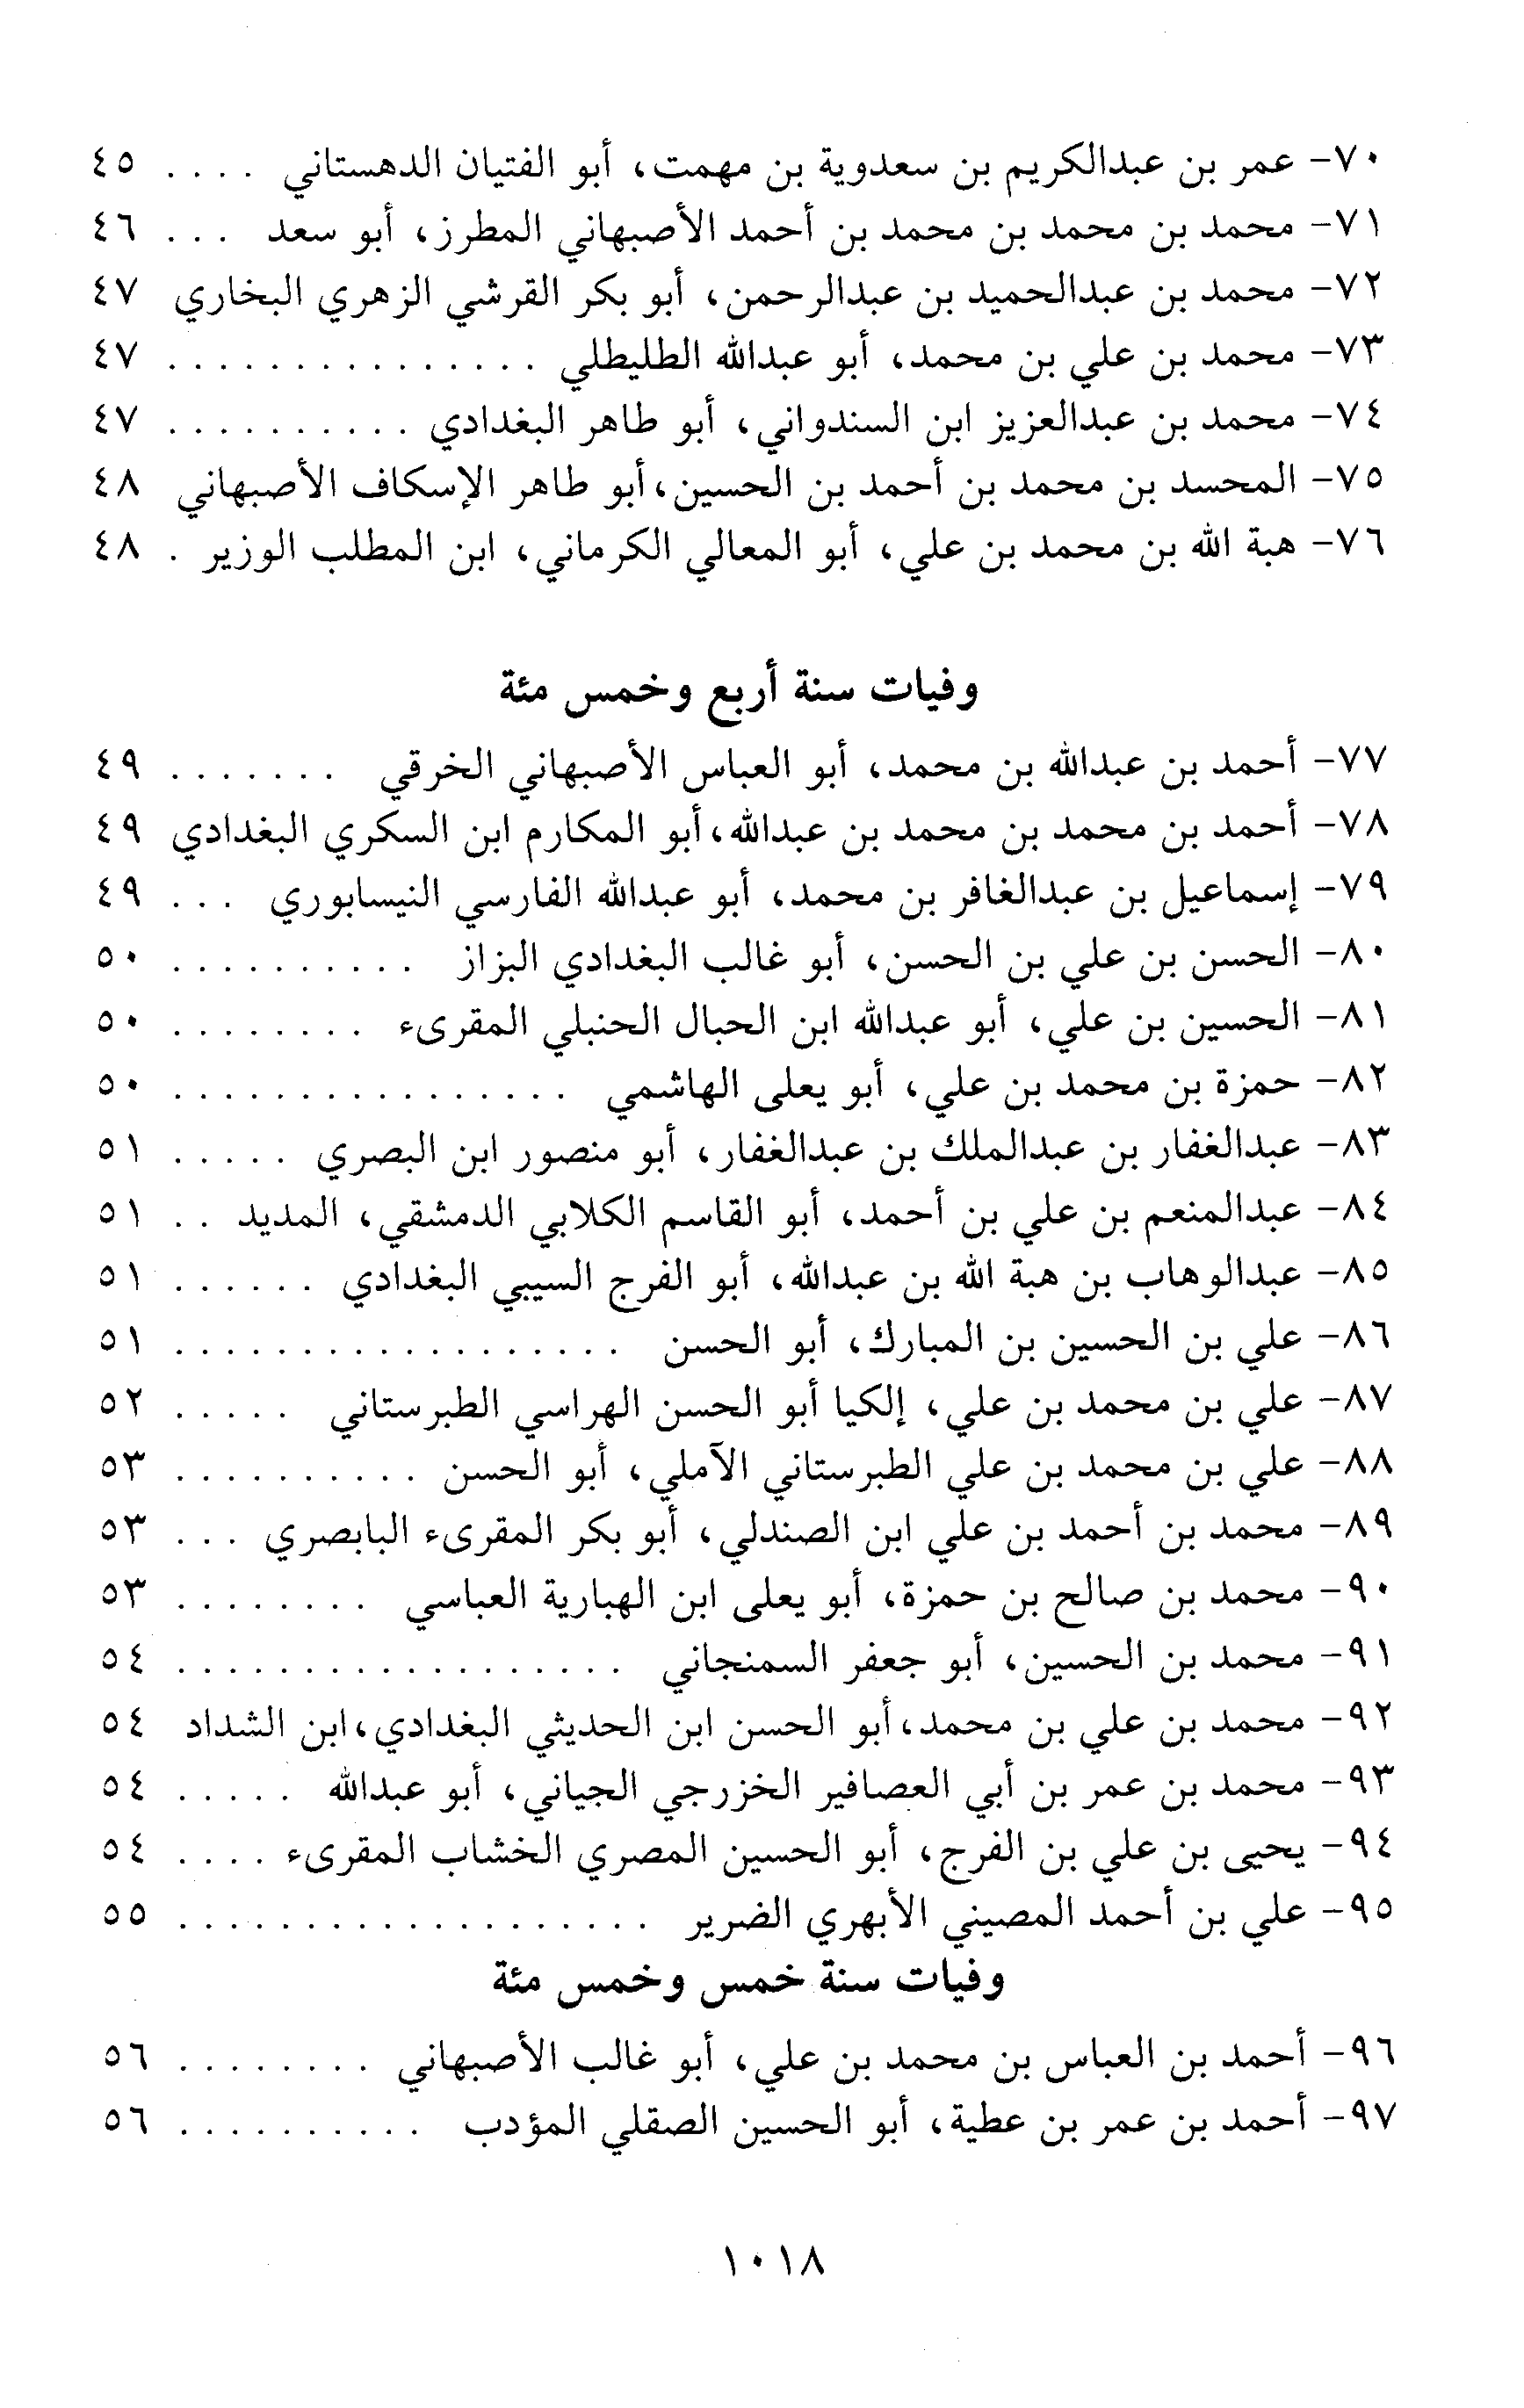 ٧٠- عمر بن عبدالكريم بن سعدوية بن مهمت، أبو الفتيان الدهستاني . . . . ٤٥
٧١- محمد بن محمد بن محمد بن أحمد الأصبهاني المطرز، أبو سعد . . . ٤٦
٧٢- محمد بن عبدالحميد بن عبدالرحمن، أبو بكر القرشي الزهري البخاري ٤٧
٧٣- محمد بن علي بن محمد، أبو عبدالله الطليطلي . . . . . . . . . . . . . . . ٤٧
٧٤- محمد بن عبدالعزيز ابن السندواني، أبو طاهر البغدادي . . . . . . . . . . ٤٧
٧٥- المحسد بن محمد بن أحمد بن الحسين، أبو طاهر الإسكاف الأصبهاني ٤٨
٧٦- هبة الله بن محمد بن علي، أبو المعالي الكرماني، ابن المطلب الوزير . ٤٨
وفيات سنة أربع وخمس مئة
٧٧- أحمد بن عبدالله بن محمد، أبو العباس الأصبهاني الخرقي . . . . . . . ٤٩
٧٨- أحمد بن محمد بن محمد بن عبدالله، أبو المكارم ابن السكري البغدادي ٤٩
٧٩- إسماعيل بن عبدالغافر بن محمد، أبو عبدالله الفارسي النيسابوري . . . ٤٩
٨٠- الحسن بن علي بن الحسن، أبو غالب البغدادي البزاز . . . . . . . . . . ٥٠
٨١- الحسين بن علي، أبو عبدالله ابن الحبال الحنبلي المقرىء . . . . . . . . ٥٠
٨٢- حمزة بن محمد بن علي، أبو يعلى الهاشمي . . . . . . . . . . . . . . . . ٥٠
٨٣- عبدالغفار بن عبدالملك بن عبدالغفار، أبو منصور ابن البصري . . . . . ٥١
٨٤- عبدالمنعم بن علي بن أحمد، أبو القاسم الكلابي الدمشقي، المديد . . ٥١
٨٥- عبدالوهاب بن هبة الله بن عبدالله، أبو الفرج السيبي البغدادي . . . . . . ٥١
٨٦- علي بن الحسين بن المبارك، أبو الحسن . . . . . . . . . . . . . . . . . . ٥١
٨٧- علي بن محمد بن علي، إلكيا أبو الحسن الهراسي الطبرستاني . . . . . ٥٢
٨٨- علي بن محمد بن علي الطبرستاني الآملي، أبو الحسن . . . . . . . . . . ٥٣
٨٩- محمد بن أحمد بن علي ابن الصندلي، أبو بكر المقرىء البابصري . . . ٥٣
٩٠- محمد بن صالح بن حمزة، أبو يعلى ابن الهبارية العباسي . . . . . . . . ٥٣
٩١- محمد بن الحسين، أبو جعفر السمنجاني . . . . . . . . . . . . . . . . . . ٥٤
٩٢- محمد بن علي بن محمد، أبو الحسن ابن الحديثي البغدادي، ابن الشداد ٥٤
٩٣- محمد بن عمر بن أبي العصافير الخزرجي الجياني، أبو عبدالله . . . . . ٥٤
٩٤- يحيى بن علي بن الفرج، أبو الحسين المصري الخشاب المقرىء . . . . ٥٤
٩٥- علي بن أحمد المصيني الأبهري الضرير . . . . . . . . . . . . . . . . . . . ٥٥
وفيات سنة خمس وخمس مئة
٩٦- أحمد بن العباس بن محمد بن علي، أبو غالب الأصبهاني . . . . . . . . ٥٦
٩٧- أحمد بن عمر بن عطية، أبو الحسين الصقلي المؤدب . . . . . . . . . . ٥٦
١٠١٨